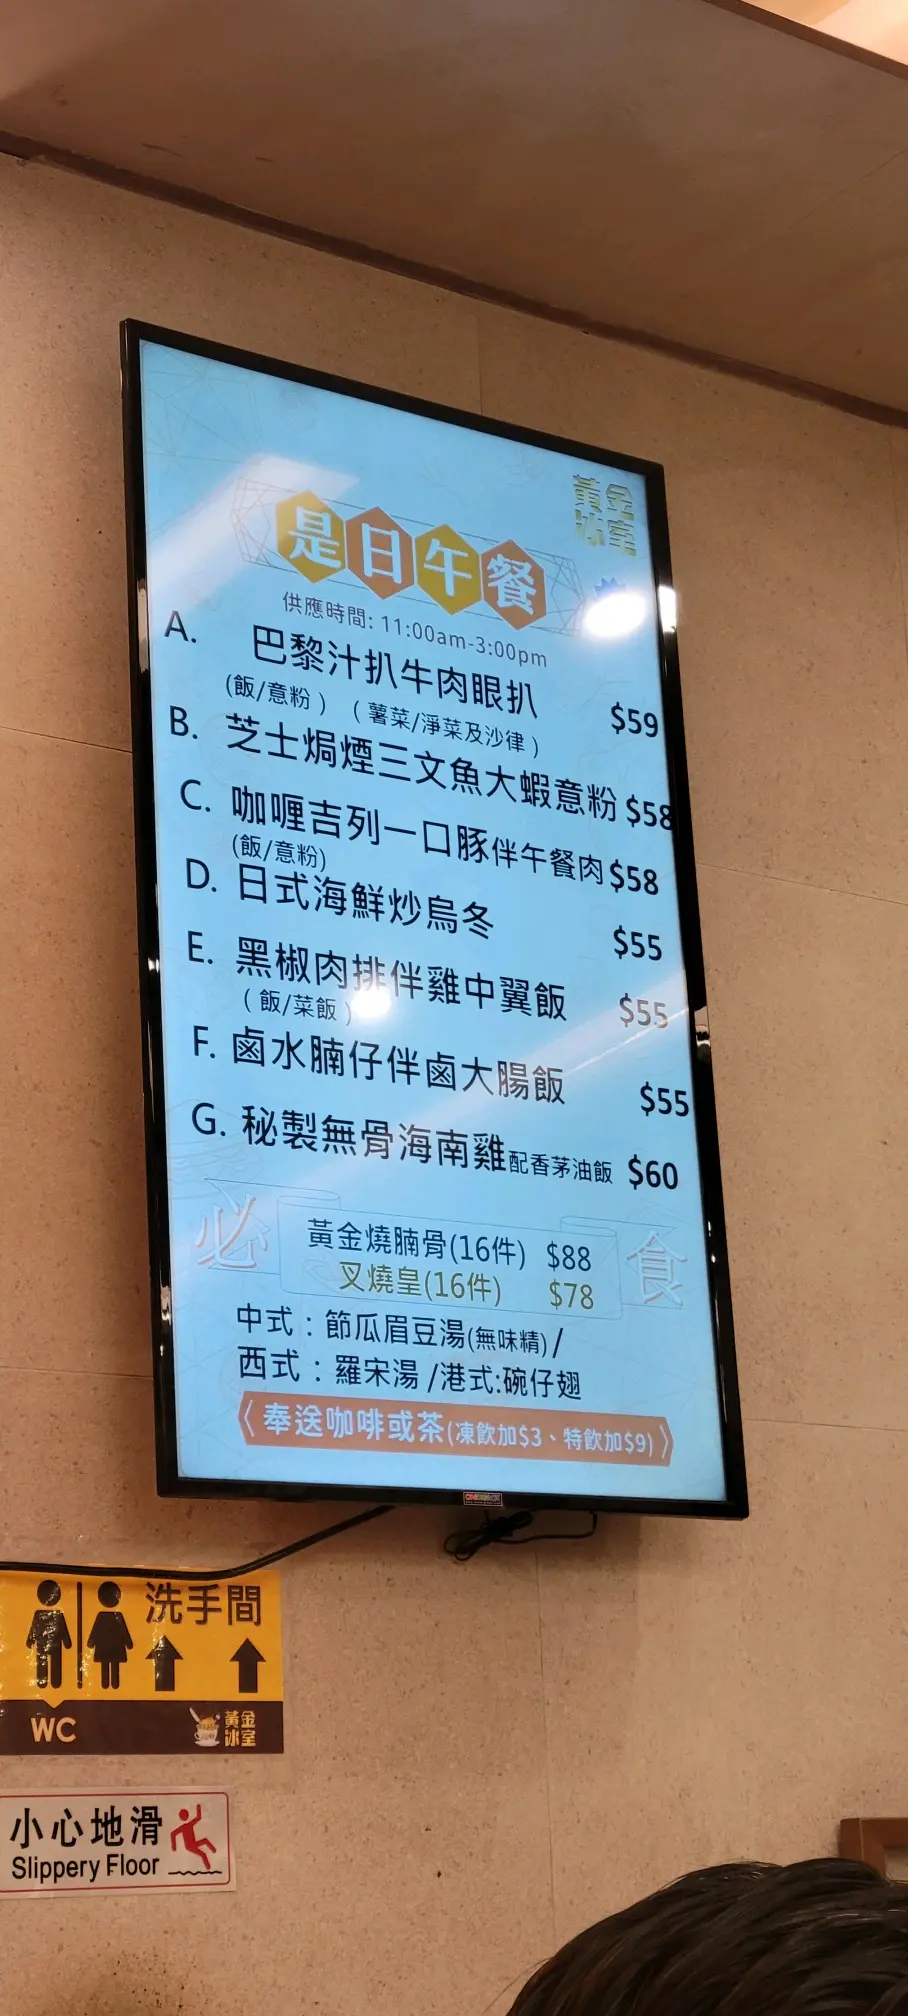 黃金
冰室
是日午餐
供應時間: 11:00am-3:00pm
A. 巴黎汁扒牛肉眼扒 $59
(飯/意粉) (薯菜/淨菜及沙律)
B. 芝士焗煙三文魚大蝦意粉 $58
C. 咖喱吉列一口豚伴午餐肉 $58
(飯/意粉)
D. 日式海鮮炒烏冬 $55
E. 黑椒肉排伴雞中翼飯 $55
(飯/菜飯)
F. 鹵水腩仔伴鹵大腸飯 $55
G. 秘製無骨海南雞配香茅油飯 $60
必食
黃金燒腩骨(16件) $88
叉燒皇(16件) $78
中式：節瓜眉豆湯(無味精)/
西式：羅宋湯/港式:碗仔翅
〈奉送咖啡或茶(凍飲加$3、特飲加$9)〉
洗手間
WC
黃金
冰室
小心地滑
Slippery Floor